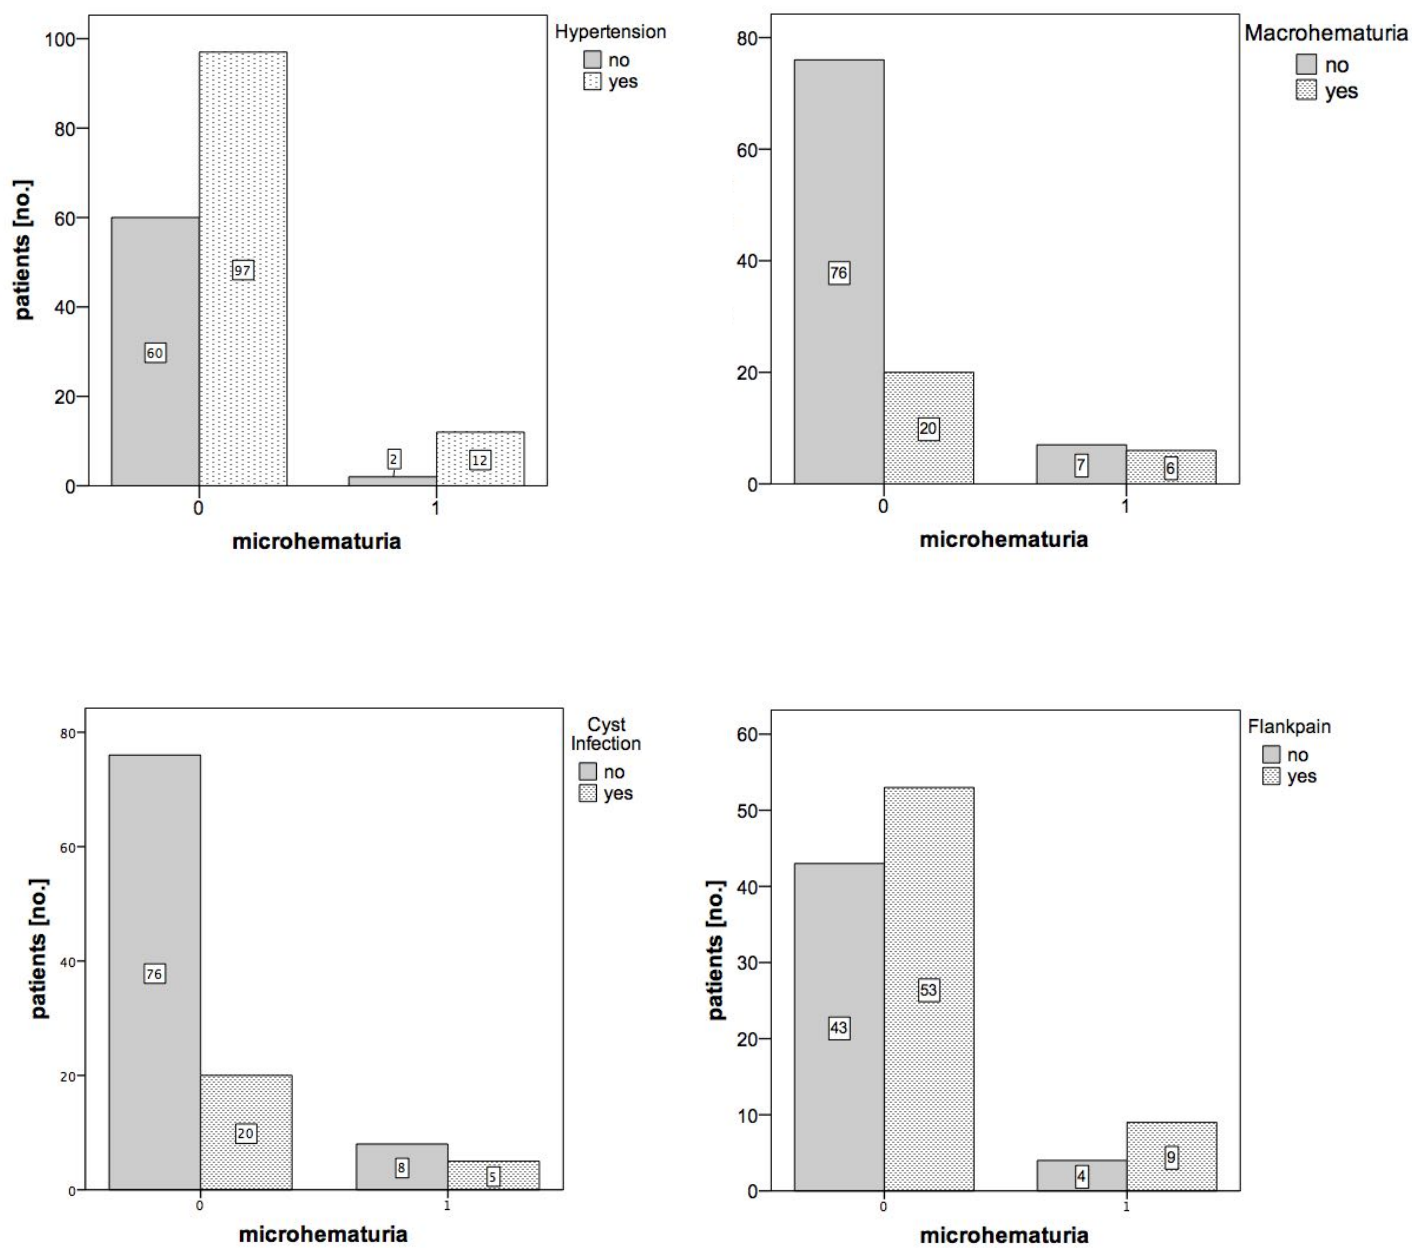 Hypertension
no
yes
100
80
60
40
20
0
patients [no.]
60
97
2
12
0
1
microhematuria
Macrohematuria
no
yes
80
60
40
20
0
76
20
7
6
0
1
microhematuria
Cyst
Infection
no
yes
80
60
40
20
0
patients [no.]
76
20
8
5
0
1
microhematuria
Flankpain
no
yes
60
50
40
30
20
10
0
patients [no.]
43
53
4
9
0
1
microhematuria